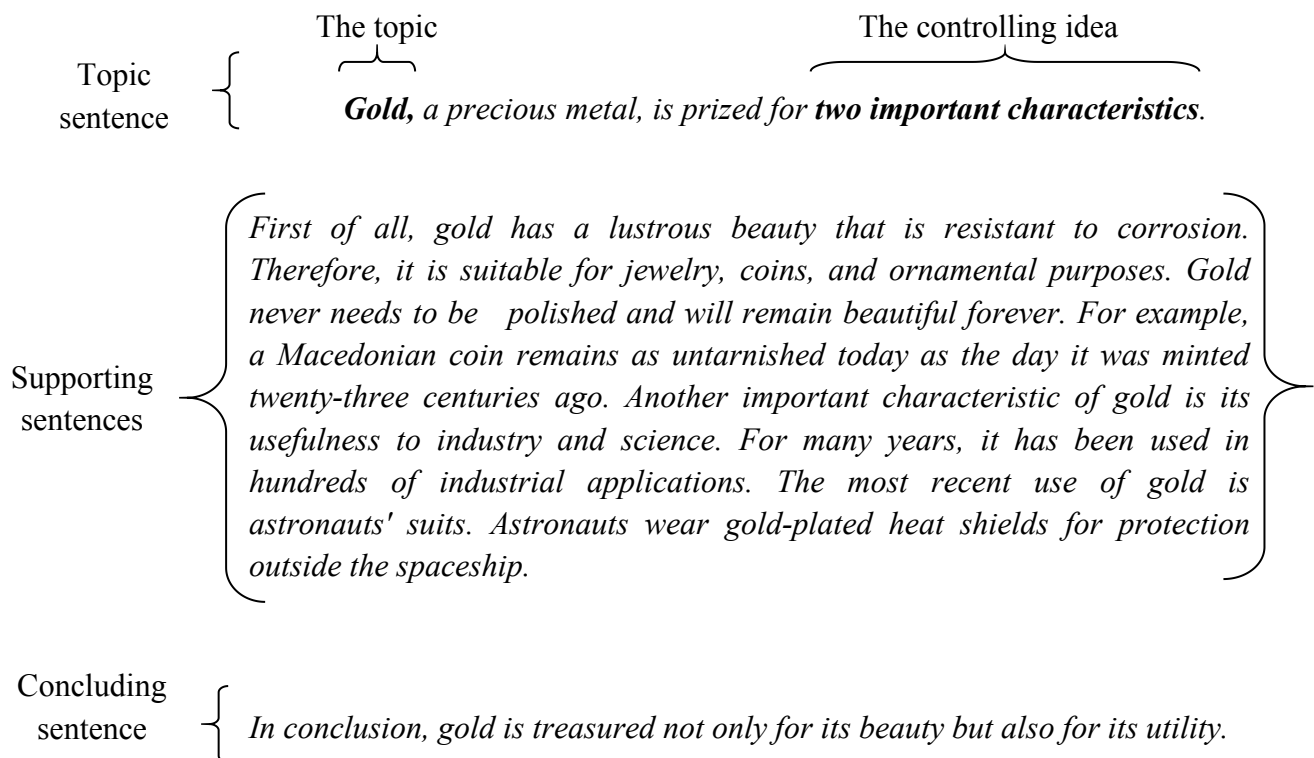 The topic
The controlling idea
Topic
sentence
Gold, a precious metal, is prized for two important characteristics.
First of all, gold has a lustrous beauty that is resistant to corrosion.
Therefore, it is suitable for jewelry, coins, and ornamental purposes. Gold
never needs to be polished and will remain beautiful forever. For example,
a Macedonian coin remains as untarnished today as the day it was minted
twenty-three centuries ago. Another important characteristic of gold is its
usefulness to industry and science. For many years, it has been used in
hundreds of industrial applications. The most recent use of gold is
astronauts' suits. Astronauts wear gold-plated heat shields for protection
outside the spaceship.
Supporting
sentences
Concluding
sentence
In conclusion, gold is treasured not only for its beauty but also for its utility.